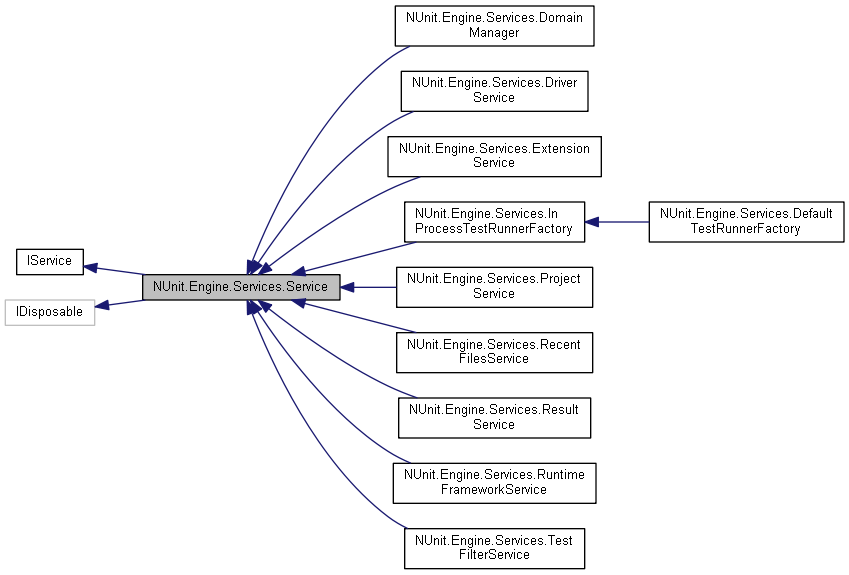 NUnit.Engine.Services.Domain
Manager
NUnit.Engine.Services.Driver
Service
NUnit.Engine.Services.Extension
Service
NUnit.Engine.Services.In
ProcessTestRunnerFactory
NUnit.Engine.Services.Default
TestRunnerFactory
IService
NUnit.Engine.Services.Service
IDisposable
NUnit.Engine.Services.Project
Service
NUnit.Engine.Services.Recent
FilesService
NUnit.Engine.Services.Result
Service
NUnit.Engine.Services.Runtime
FrameworkService
NUnit.Engine.Services.Test
FilterService